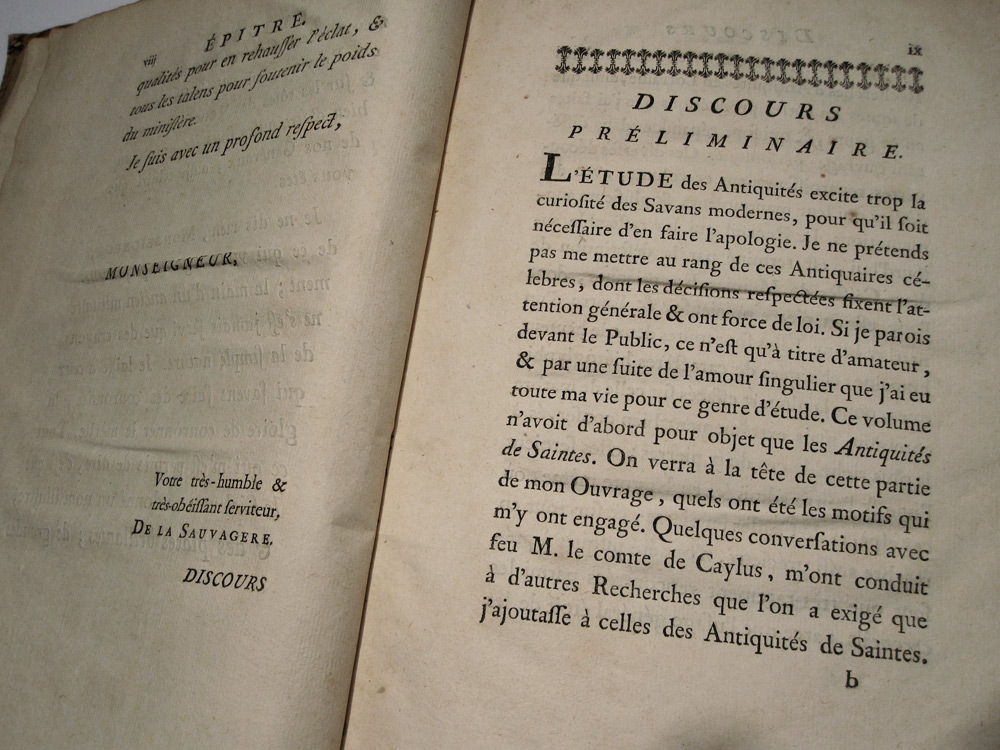 viij ÉPITRE.
qualités pour en rehauſſer l'éclat, &
tous les talens pour ſoutenir le poids
du miniſtère.
Je ſuis avec un profond reſpect,
MONSEIGNEUR,
Votre très-humble &
très-obéiſſant ſerviteur,
DE LA SAUVAGERE.
DISCOURS
ix
DISCOURS
PRÉLIMINAIRE.
L'ÉTUDE des Antiquités excite trop la
curioſité des Savans modernes, pour qu'il ſoit
néceſſaire d'en faire l'apologie. Je ne prétends
pas me mettre au rang de ces Antiquaires cé-
lebres, dont les déciſions reſpectées fixent l'at-
tention générale & ont force de loi. Si je parois
devant le Public, ce n'eſt qu'à titre d'amateur,
& par une ſuite de l'amour ſingulier que j'ai eu
toute ma vie pour ce genre d'étude. Ce volume
n'avoit d'abord pour objet que les Antiquités
de Saintes. On verra à la tête de cette partie
de mon Ouvrage, quels ont été les motifs qui
m'y ont engagé. Quelques converſations avec
feu M. le comte de Caylus, m'ont conduit
à d'autres Recherches que l'on a exigé que
j'ajoutaſſe à celles des Antiquités de Saintes.
b